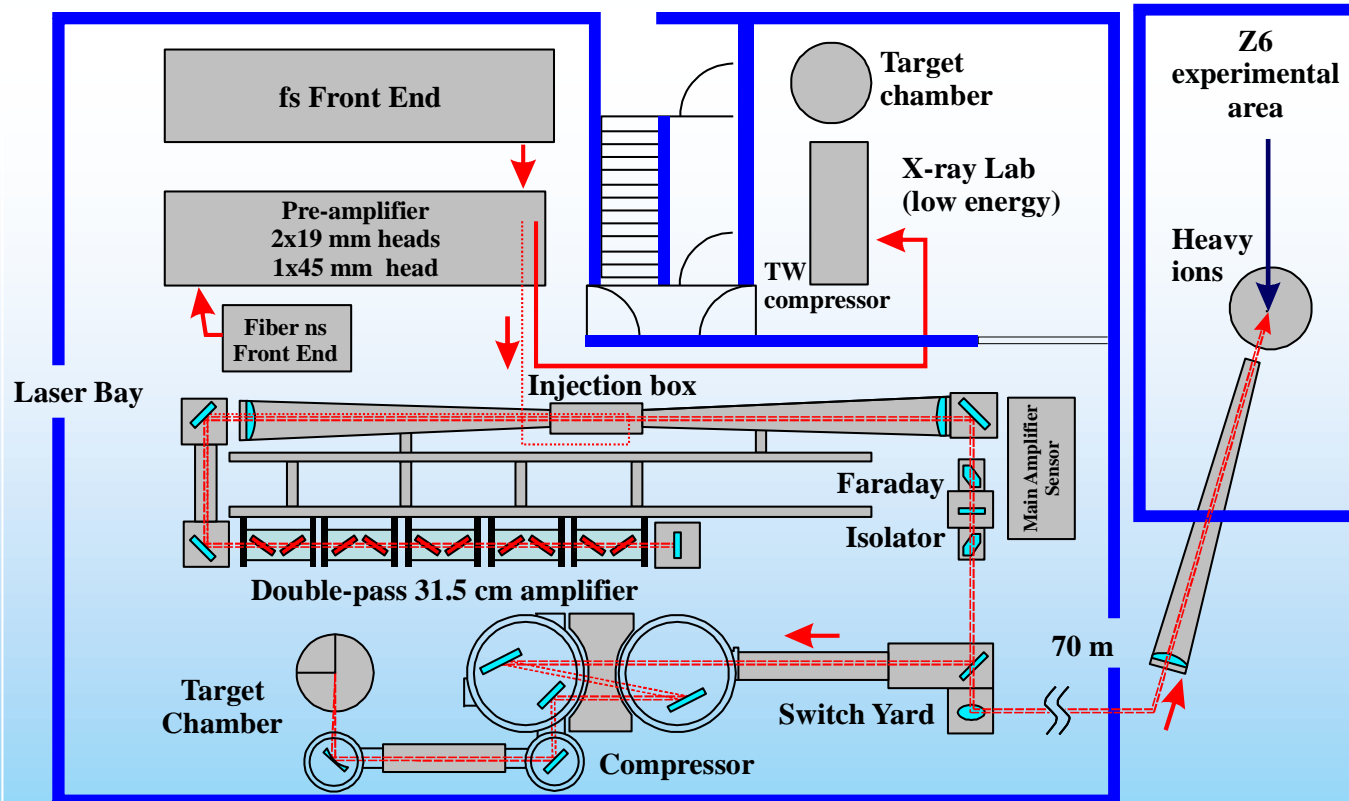 fs Front End
Pre-amplifier
2x19 mm heads
1x45 mm head
Fiber ns
Front End
Laser Bay
Target
chamber
X-ray Lab
(low energy)
TW
compressor
Z6
experimental
area
Heavy
ions
Injection box
Faraday
Isolator
Main Amplifier
Sensor
Double-pass 31.5 cm amplifier
Target
Chamber
Compressor
Switch Yard
70 m